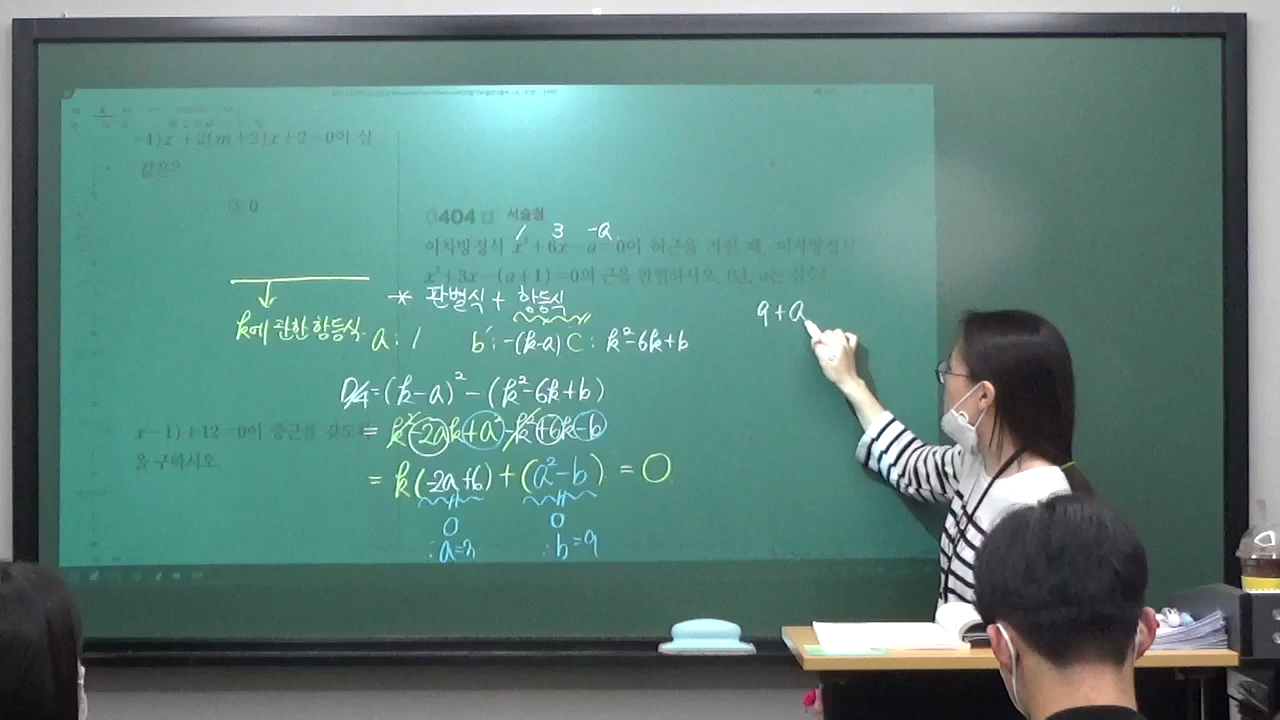 +4)x²+2(m+2)x+2=0이 실
값은?
③ 0
0404 서술형
1 3 -a
이차방정식 x²+6x-a=0이 허근을 가질 때, 이차방정식
x²+3x-(a+1)=0의 근을 판별하시오. (단, a는 실수)
k에 관한 항등식.
* 판별식 + 항등식
a: 1 b': -(k-a) C: k²-6k+b
9+a
D/4=(k-a)²-(k²-6k+b)
= k²-2ak+a²-k²+6k-b
= k(-2a+6)+(a²-b)=0
0 0
∴a=3 ∴b=9
x-1)+12=0이 중근을 갖도록
을 구하시오.